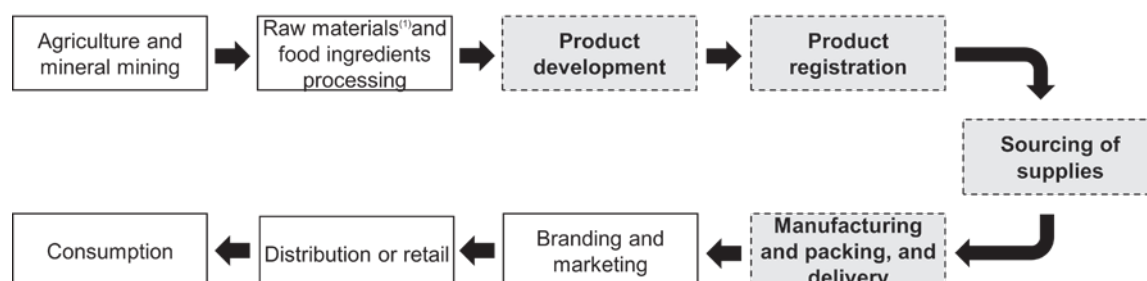 Agriculture and
mineral mining
Raw materials⁽¹⁾and
food ingredients
processing
Product
development
Product
registration
Sourcing of
supplies
Manufacturing
and packing, and
delivery
Branding and
marketing
Distribution or retail
Consumption